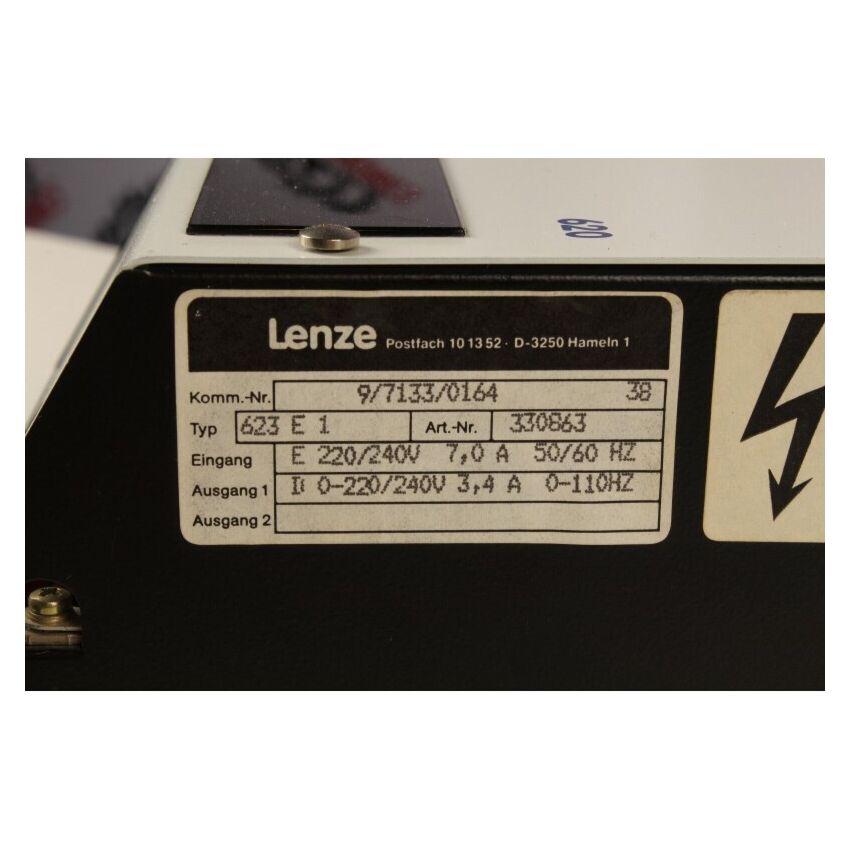 620
Lenze Postfach 10 13 52 · D-3250 Hameln 1
Komm.-Nr. 9/7133/0164 38
Typ 623 E 1 Art.-Nr. 330863
Eingang E 220/240V 7,0 A 50/60 HZ
Ausgang 1 D 0-220/240V 3,4 A 0-110HZ
Ausgang 2